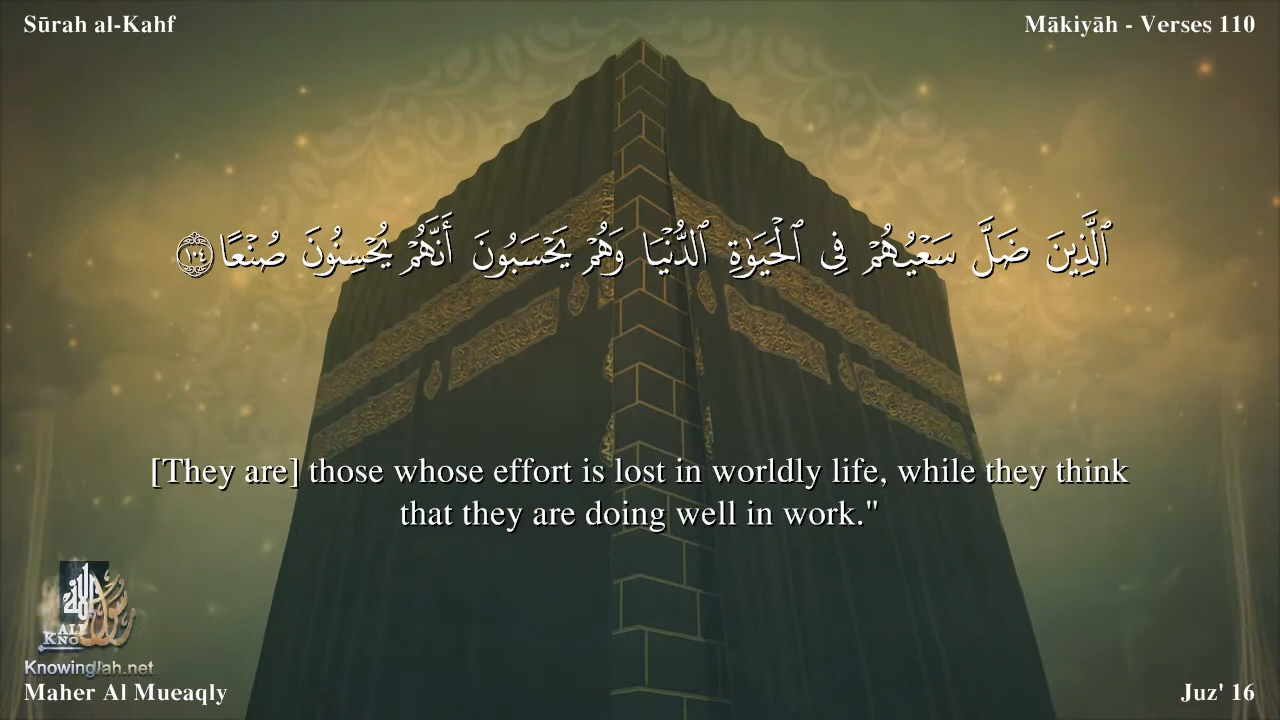 Sūrah al-Kahf
Mākiyāh - Verses 110
ٱلَّذِينَ ضَلَّ سَعْيُهُمْ فِى ٱلْحَيَوٰةِ ٱلدُّنْيَا وَهُمْ يَحْسَبُونَ أَنَّهُمْ يُحْسِنُونَ صُنْعًا ١٠٤
[They are] those whose effort is lost in worldly life, while they think
that they are doing well in work."
Maher Al Mueaqly
Juz' 16